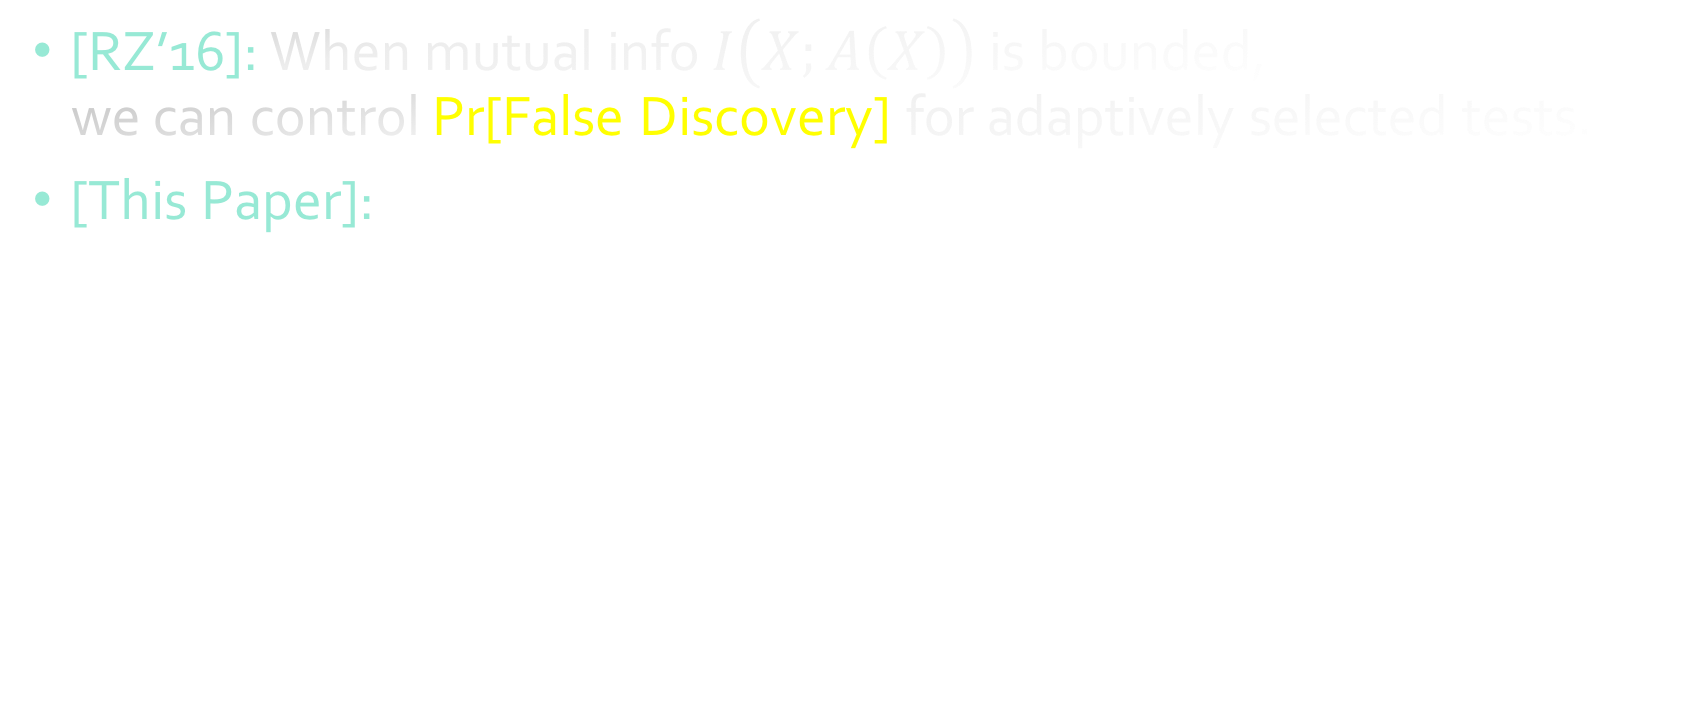 • [RZ’16]: When mutual info 𝐼(𝑋; 𝐴(𝑋)) is bounded,
we can control Pr[False Discovery] for adaptively selected tests.
• [This Paper]: